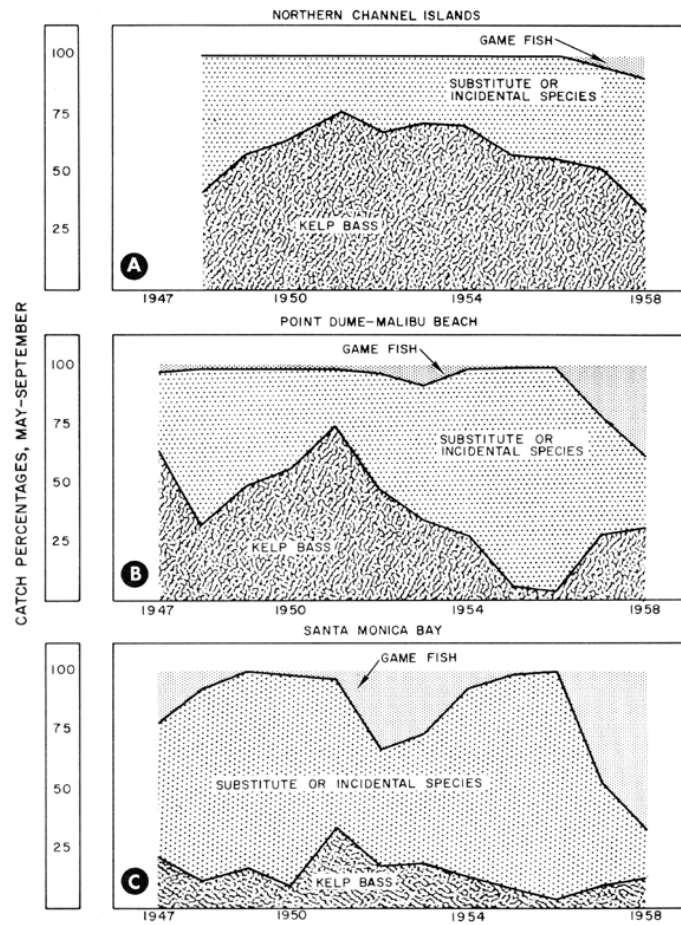 NORTHERN CHANNEL ISLANDS
GAME FISH
100
SUBSTITUTE OR
INCIDENTAL SPECIES
75
50
25
KELP BASS
A
1947 1950 1954 1958
POINT DUME-MALIBU BEACH
GAME FISH
100
75
SUBSTITUTE OR
INCIDENTAL SPECIES
50
25
KELP BASS
B
1947 1950 1954 1958
SANTA MONICA BAY
GAME FISH
100
75
SUBSTITUTE OR INCIDENTAL SPECIES
50
25
KELP BASS
C
1947 1950 1954 1958
CATCH PERCENTAGES, MAY-SEPTEMBER